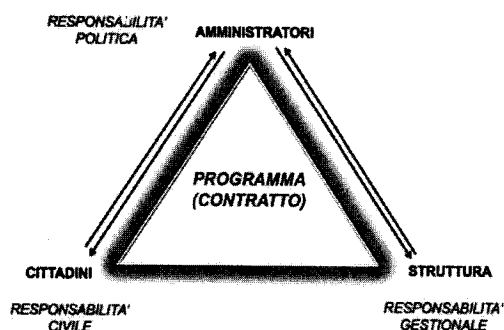 RESPONSABILITA'
POLITICA
AMMINISTRATORI
PROGRAMMA
(CONTRATTO)
CITTADINI
STRUTTURA
RESPONSABILITA'
CIVILE
RESPONSABILITA'
GESTIONALE